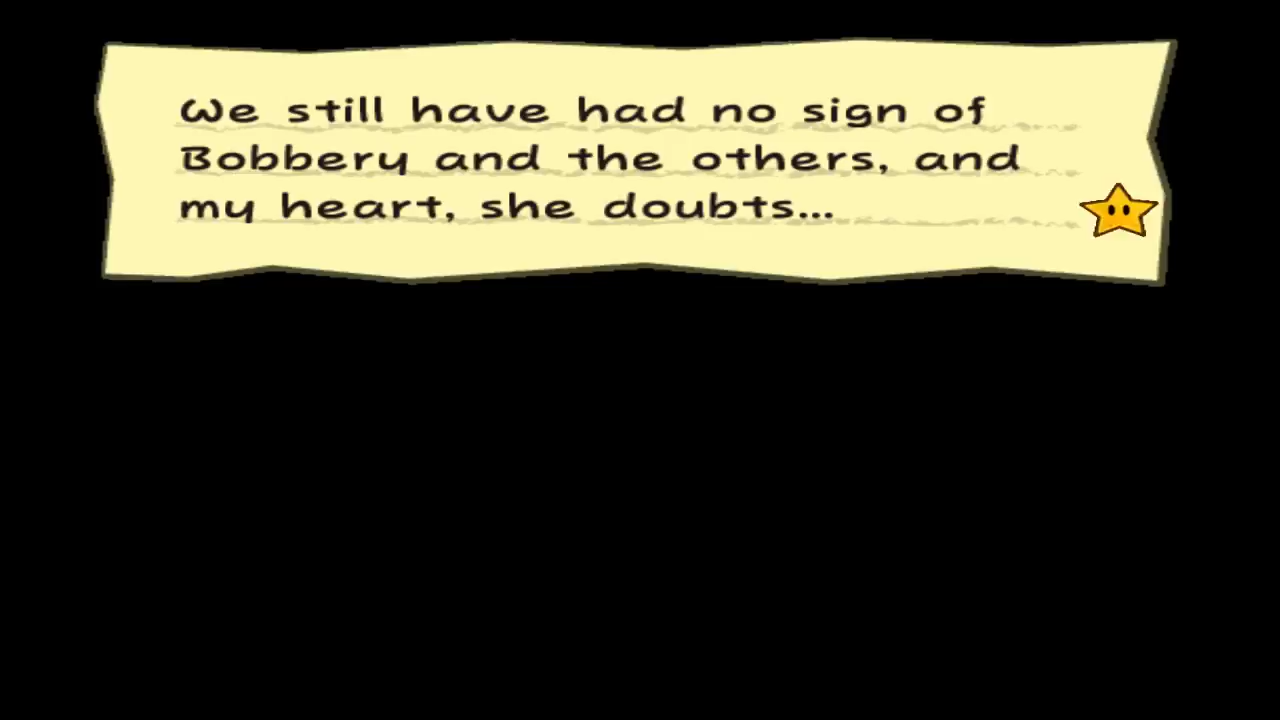 We still have had no sign of
Bobbery and the others, and
my heart, she doubts...